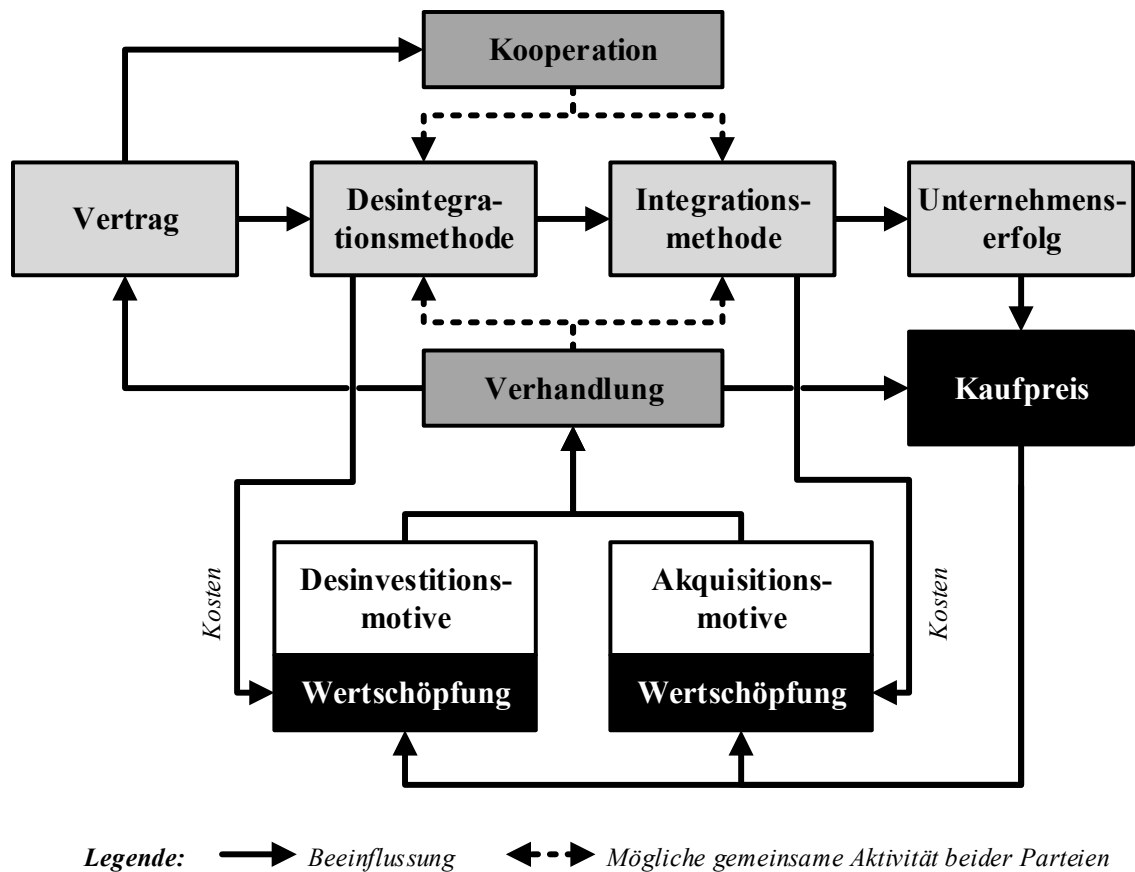 Kooperation
Vertrag
Desintegra-
tionsmethode
Integrations-
methode
Unternehmens-
erfolg
Verhandlung
Kaufpreis
Kosten
Desinvestitions-
motive
Wertschöpfung
Akquisitions-
motive
Wertschöpfung
Kosten
Legende: Beeinflussung Mögliche gemeinsame Aktivität beider Parteien